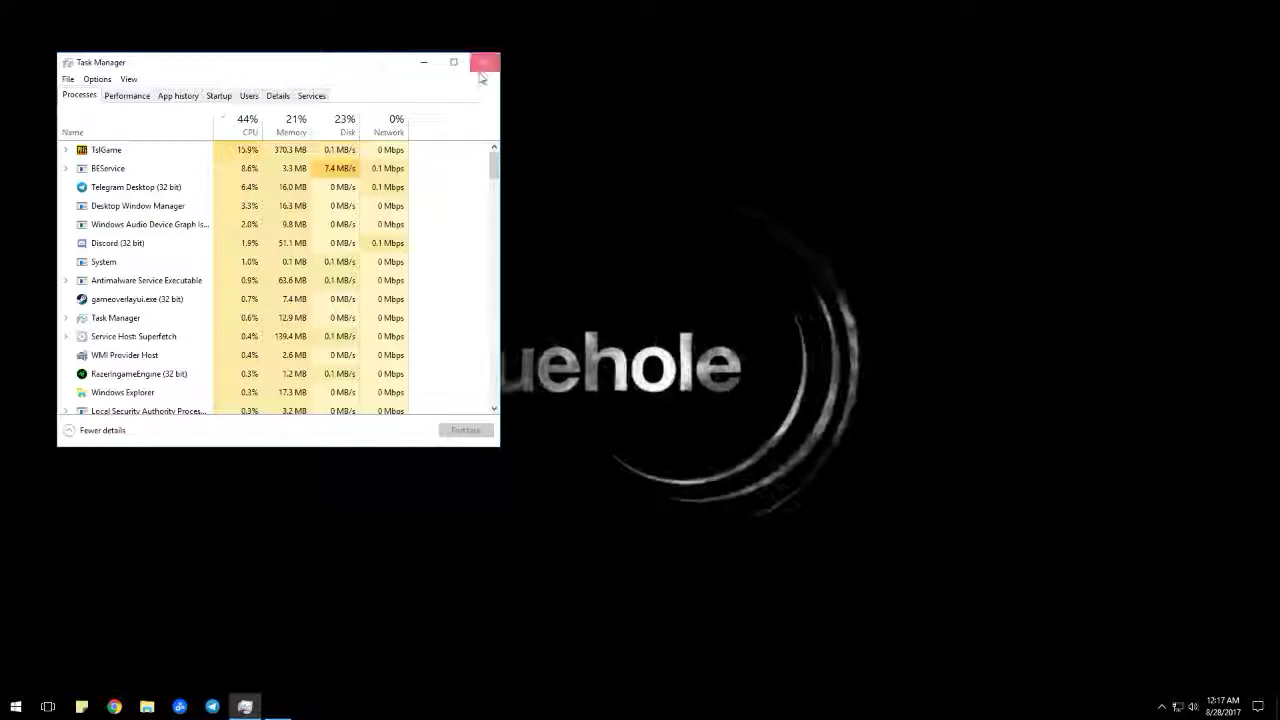 Task Manager
File Options View
Processes Performance App history Startup Users Details Services
44% 21% 23% 0%
Name CPU Memory Disk Network
TslGame 15.9% 370.3 MB 0.1 MB/s 0 Mbps
BEService 8.6% 3.3 MB 7.4 MB/s 0.1 Mbps
Telegram Desktop (32 bit) 6.4% 16.0 MB 0 MB/s 0.1 Mbps
Desktop Window Manager 3.3% 16.3 MB 0 MB/s 0 Mbps
Windows Audio Device Graph Is... 2.0% 9.8 MB 0 MB/s 0 Mbps
Discord (32 bit) 1.9% 51.1 MB 0 MB/s 0.1 Mbps
System 1.0% 0.1 MB 0.1 MB/s 0 Mbps
Antimalware Service Executable 0.9% 63.6 MB 0.1 MB/s 0 Mbps
gameoverlayui.exe (32 bit) 0.7% 7.4 MB 0 MB/s 0 Mbps
Task Manager 0.6% 12.9 MB 0 MB/s 0 Mbps
Service Host: Superfetch 0.4% 139.4 MB 0.1 MB/s 0 Mbps
WMI Provider Host 0.4% 2.6 MB 0 MB/s 0 Mbps
RazerIngameEngine (32 bit) 0.3% 1.2 MB 0.1 MB/s 0 Mbps
Windows Explorer 0.3% 17.3 MB 0 MB/s 0 Mbps
Local Security Authority Proces... 0.3% 3.2 MB 0 MB/s 0 Mbps
Fewer details End task
uehole
12:17 AM
8/28/2017